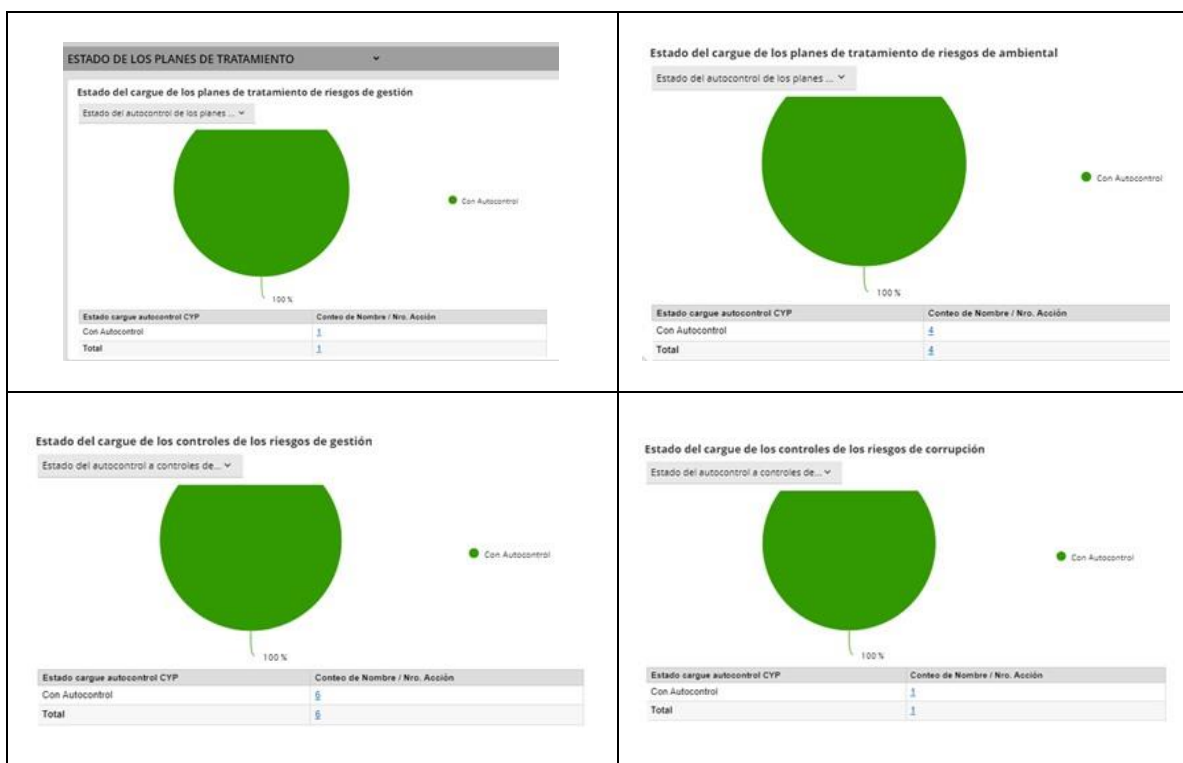 ESTADO DE LOS PLANES DE TRATAMIENTO
Estado del cargue de los planes de tratamiento de riesgos de gestión
Estado del autocontrol de los planes ...
Con Autocontrol
100 %
Estado cargue autocontrol CYP Conteo de Nombre / Nro. Acción
Con Autocontrol 1
Total 1
Estado del cargue de los planes de tratamiento de riesgos de ambiental
Estado del autocontrol de los planes ...
Con Autocontrol
100 %
Estado cargue autocontrol CYP Conteo de Nombre / Nro. Acción
Con Autocontrol 4
Total 4
Estado del cargue de los controles de los riesgos de gestión
Estado del autocontrol a controles de...
Con Autocontrol
100 %
Estado cargue autocontrol CYP Conteo de Nombre / Nro. Acción
Con Autocontrol 6
Total 6
Estado del cargue de los controles de los riesgos de corrupción
Estado del autocontrol a controles de...
Con Autocontrol
100 %
Estado cargue autocontrol CYP Conteo de Nombre / Nro. Acción
Con Autocontrol 1
Total 1